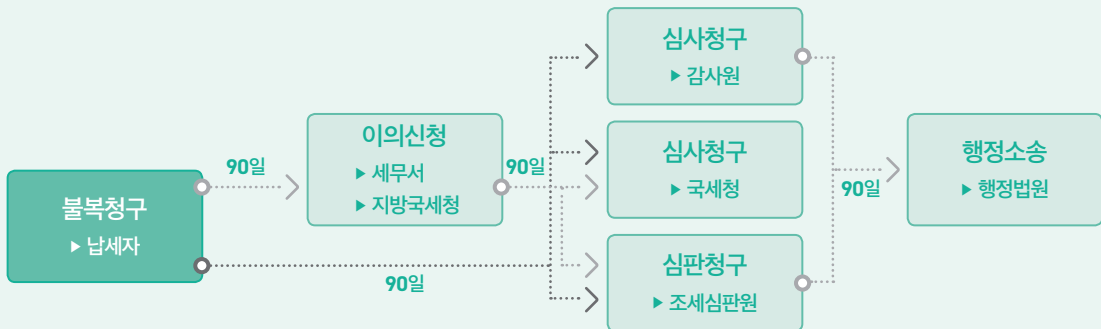 불복청구
▶ 납세자
90일
이의신청
▶ 세무서
▶ 지방국세청
90일
90일
심사청구
▶ 감사원
심사청구
▶ 국세청
심판청구
▶ 조세심판원
90일
행정소송
▶ 행정법원